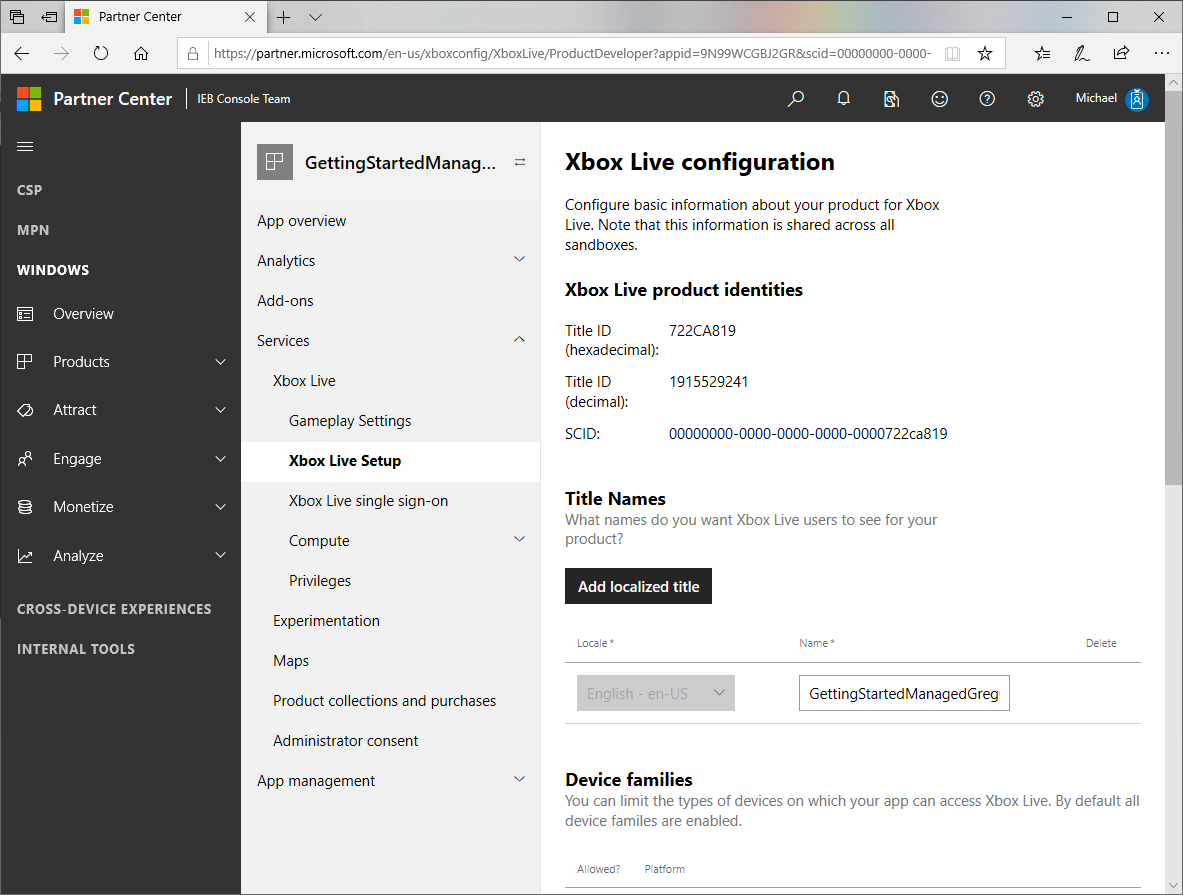 Partner Center
https://partner.microsoft.com/en-us/xboxconfig/XboxLive/ProductDeveloper?appid=9N99WCGBJ2GR&scid=00000000-0000-
Partner Center
IEB Console Team
Michael
CSP
MPN
WINDOWS
Overview
Products
Attract
Engage
Monetize
Analyze
CROSS-DEVICE EXPERIENCES
INTERNAL TOOLS
GettingStartedManag...
App overview
Analytics
Add-ons
Services
Xbox Live
Gameplay Settings
Xbox Live Setup
Xbox Live single sign-on
Compute
Privileges
Experimentation
Maps
Product collections and purchases
Administrator consent
App management
Xbox Live configuration
Configure basic information about your product for Xbox
Live. Note that this information is shared across all
sandboxes.
Xbox Live product identities
Title ID
(hexadecimal):
722CA819
Title ID
(decimal):
1915529241
SCID:
00000000-0000-0000-0000-0000722ca819
Title Names
What names do you want Xbox Live users to see for your
product?
Add localized title
Locale *
Name *
Delete
English - en-US
GettingStartedManagedGreg
Device families
You can limit the types of devices on which your app can access Xbox Live. By default all
device familes are enabled.
Allowed?
Platform